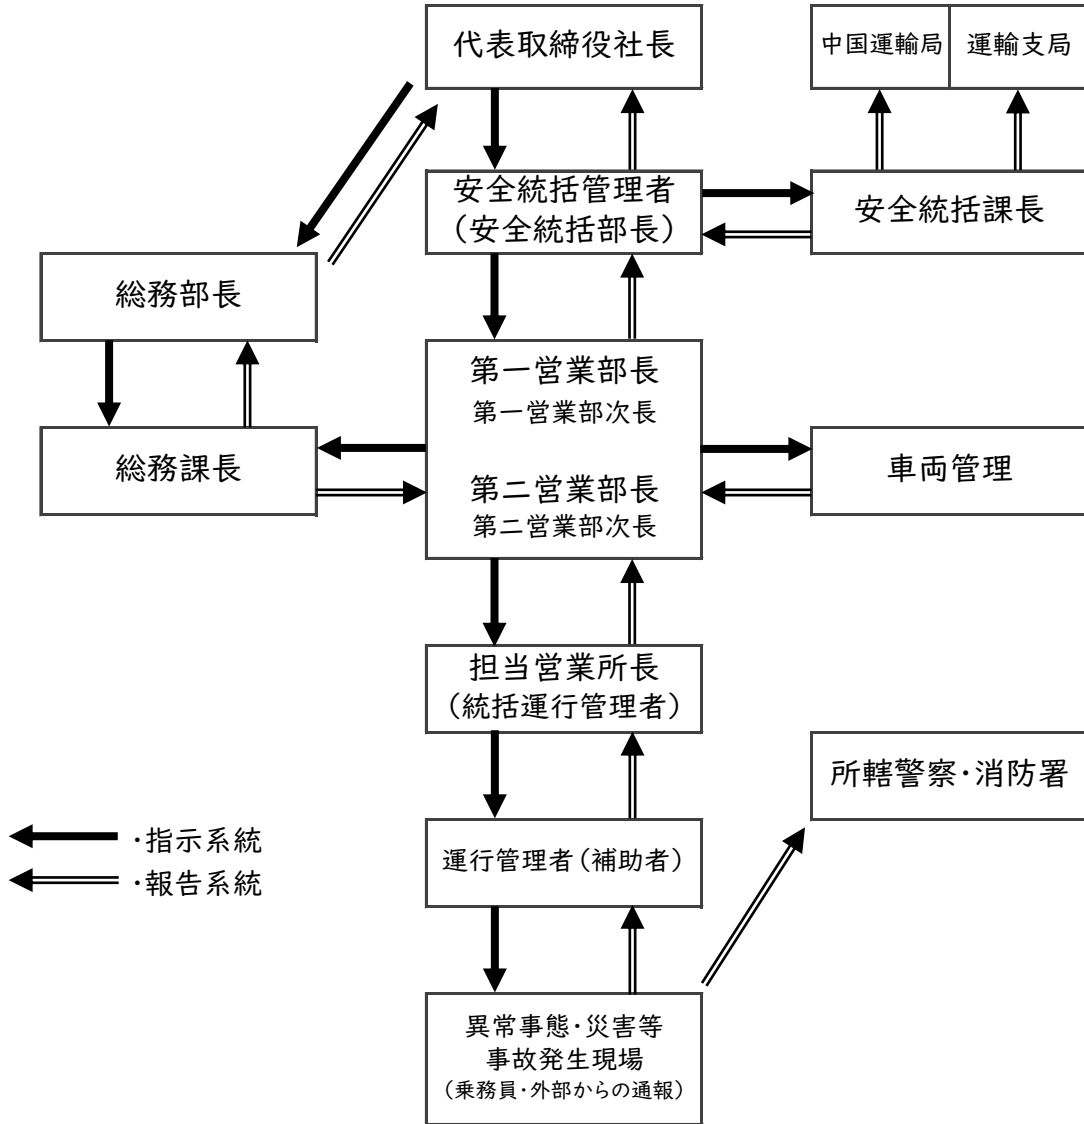 代表取締役社長
中国運輸局
運輸支局
安全統括管理者
（安全統括部長）
安全統括課長
総務部長
第一営業部長
第一営業部次長
第二営業部長
第二営業部次長
総務課長
車両管理
担当営業所長
（統括運行管理者）
所轄警察・消防署
・指示系統
・報告系統
運行管理者（補助者）
異常事態・災害等
事故発生現場
（乗務員・外部からの通報）